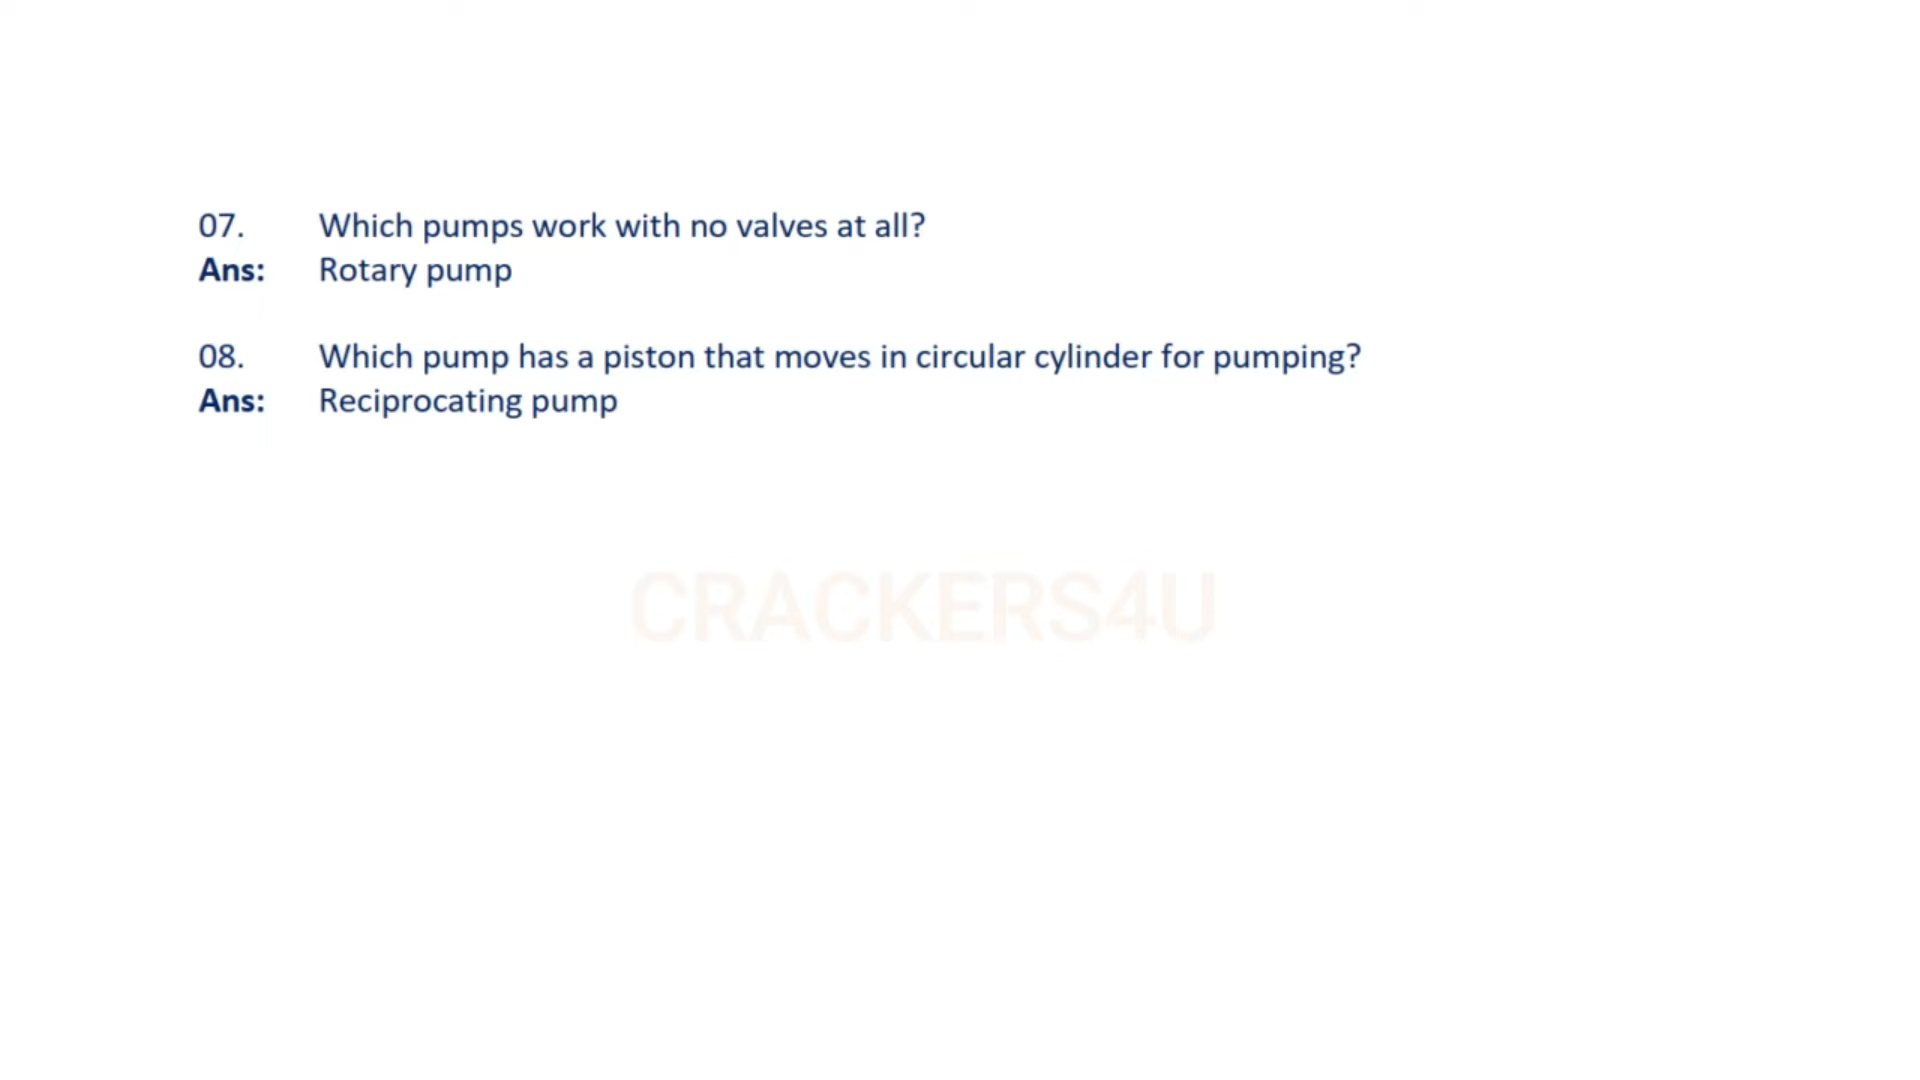 07. Which pumps work with no valves at all?
Ans: Rotary pump
08. Which pump has a piston that moves in circular cylinder for pumping?
Ans: Reciprocating pump
CRACKERS4U